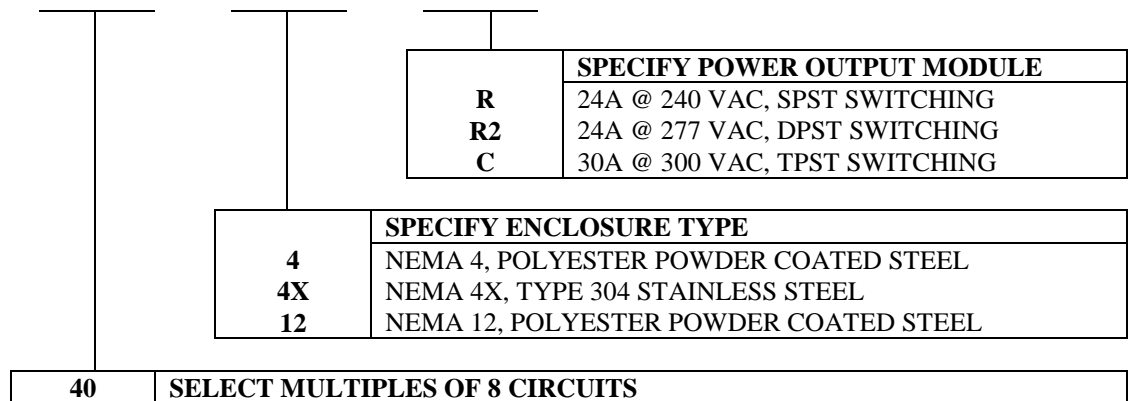 SPECIFY POWER OUTPUT MODULE
R 24A @ 240 VAC, SPST SWITCHING
R2 24A @ 277 VAC, DPST SWITCHING
C 30A @ 300 VAC, TPST SWITCHING
SPECIFY ENCLOSURE TYPE
4 NEMA 4, POLYESTER POWDER COATED STEEL
4X NEMA 4X, TYPE 304 STAINLESS STEEL
12 NEMA 12, POLYESTER POWDER COATED STEEL
40 SELECT MULTIPLES OF 8 CIRCUITS